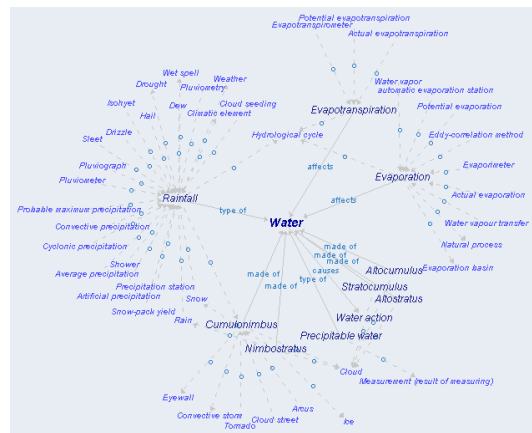 Potential evapotranspiration
Evapotranspirometer
Actual evapotranspiration
Wet spell
Weather
Drought
Pluviometry
Water vapor
automatic evaporation station
Isohyet
Dew
Cloud seeding
Evapotranspiration
Potential evaporation
Hail
Climatic element
Drizzle
Hydrological cycle
Eddy-correlation method
Sleet
Pluviograph
affects
Evaporimeter
Pluviometer
Evaporation
Rainfall
Actual evaporation
affects
Probable maximum precipitation
type of
Water
Water vapour transfer
Convective precipitation
Cyclonic precipitation
made of
Natural process
made of
made of
Shower
Average precipitation
made of
causes
Altocumulus
Evaporation basin
Precipitation station
made of
type of
Stratocumulus
Artificial precipitation
Snow
Altostratus
Snow-pack yield
Rain
Cumulonimbus
Water action
Nimbostratus
Precipitable water
Cloud
Measurement (result of measuring)
Eyewall
Convective storm
Arcus
Cloud street
Ice
Tornado